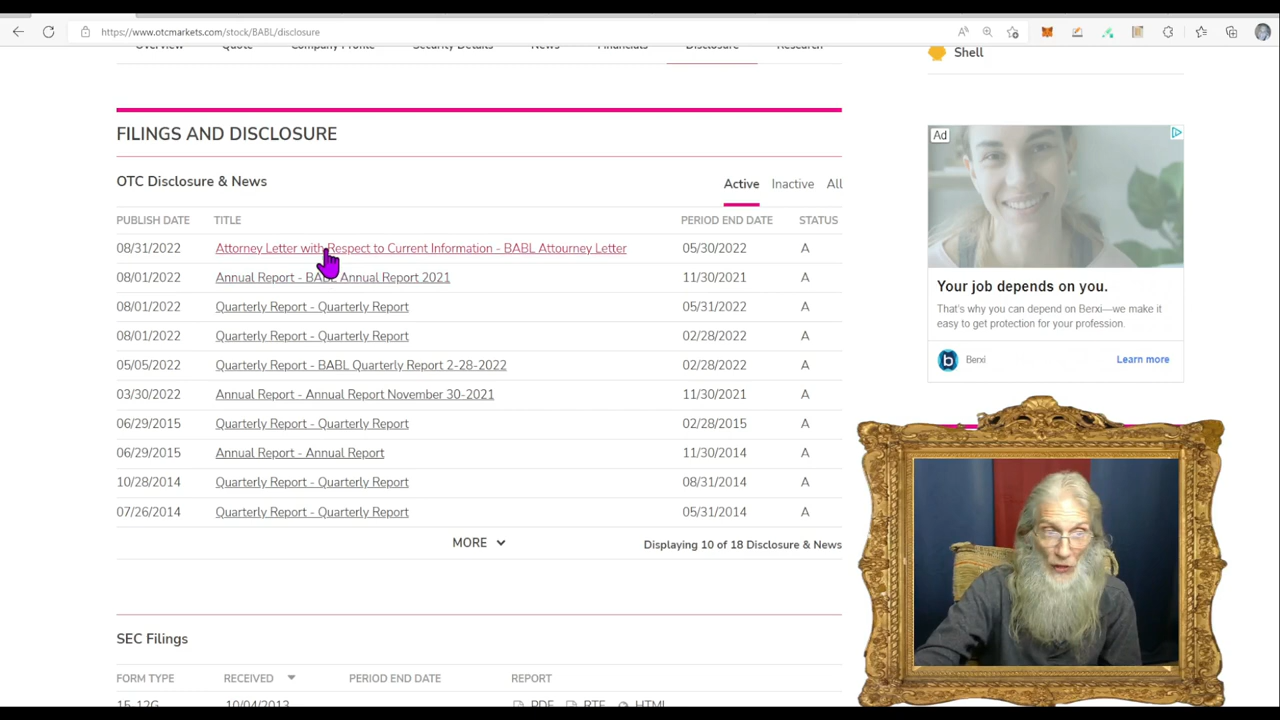 https://www.otcmarkets.com/stock/BABL/disclosure
Overview Quote Company Profile Security Details News Financials Disclosure Research
Shell
FILINGS AND DISCLOSURE
OTC Disclosure & News
Active Inactive All
PUBLISH DATE TITLE PERIOD END DATE STATUS
08/31/2022 Attorney Letter with Respect to Current Information - BABL Attourney Letter 05/30/2022 A
08/01/2022 Annual Report - BABL Annual Report 2021 11/30/2021 A
08/01/2022 Quarterly Report - Quarterly Report 05/31/2022 A
08/01/2022 Quarterly Report - Quarterly Report 02/28/2022 A
05/05/2022 Quarterly Report - BABL Quarterly Report 2-28-2022 02/28/2022 A
03/30/2022 Annual Report - Annual Report November 30-2021 11/30/2021 A
06/29/2015 Quarterly Report - Quarterly Report 02/28/2015 A
06/29/2015 Annual Report - Annual Report 11/30/2014 A
10/28/2014 Quarterly Report - Quarterly Report 08/31/2014 A
07/26/2014 Quarterly Report - Quarterly Report 05/31/2014 A
MORE
Displaying 10 of 18 Disclosure & News
SEC Filings
FORM TYPE RECEIVED PERIOD END DATE REPORT
15-12G 10/04/2013 PDF RTF HTML
Ad
Your job depends on you.
That's why you can depend on Berxi—we make it
easy to get protection for your profession.
b Berxi Learn more